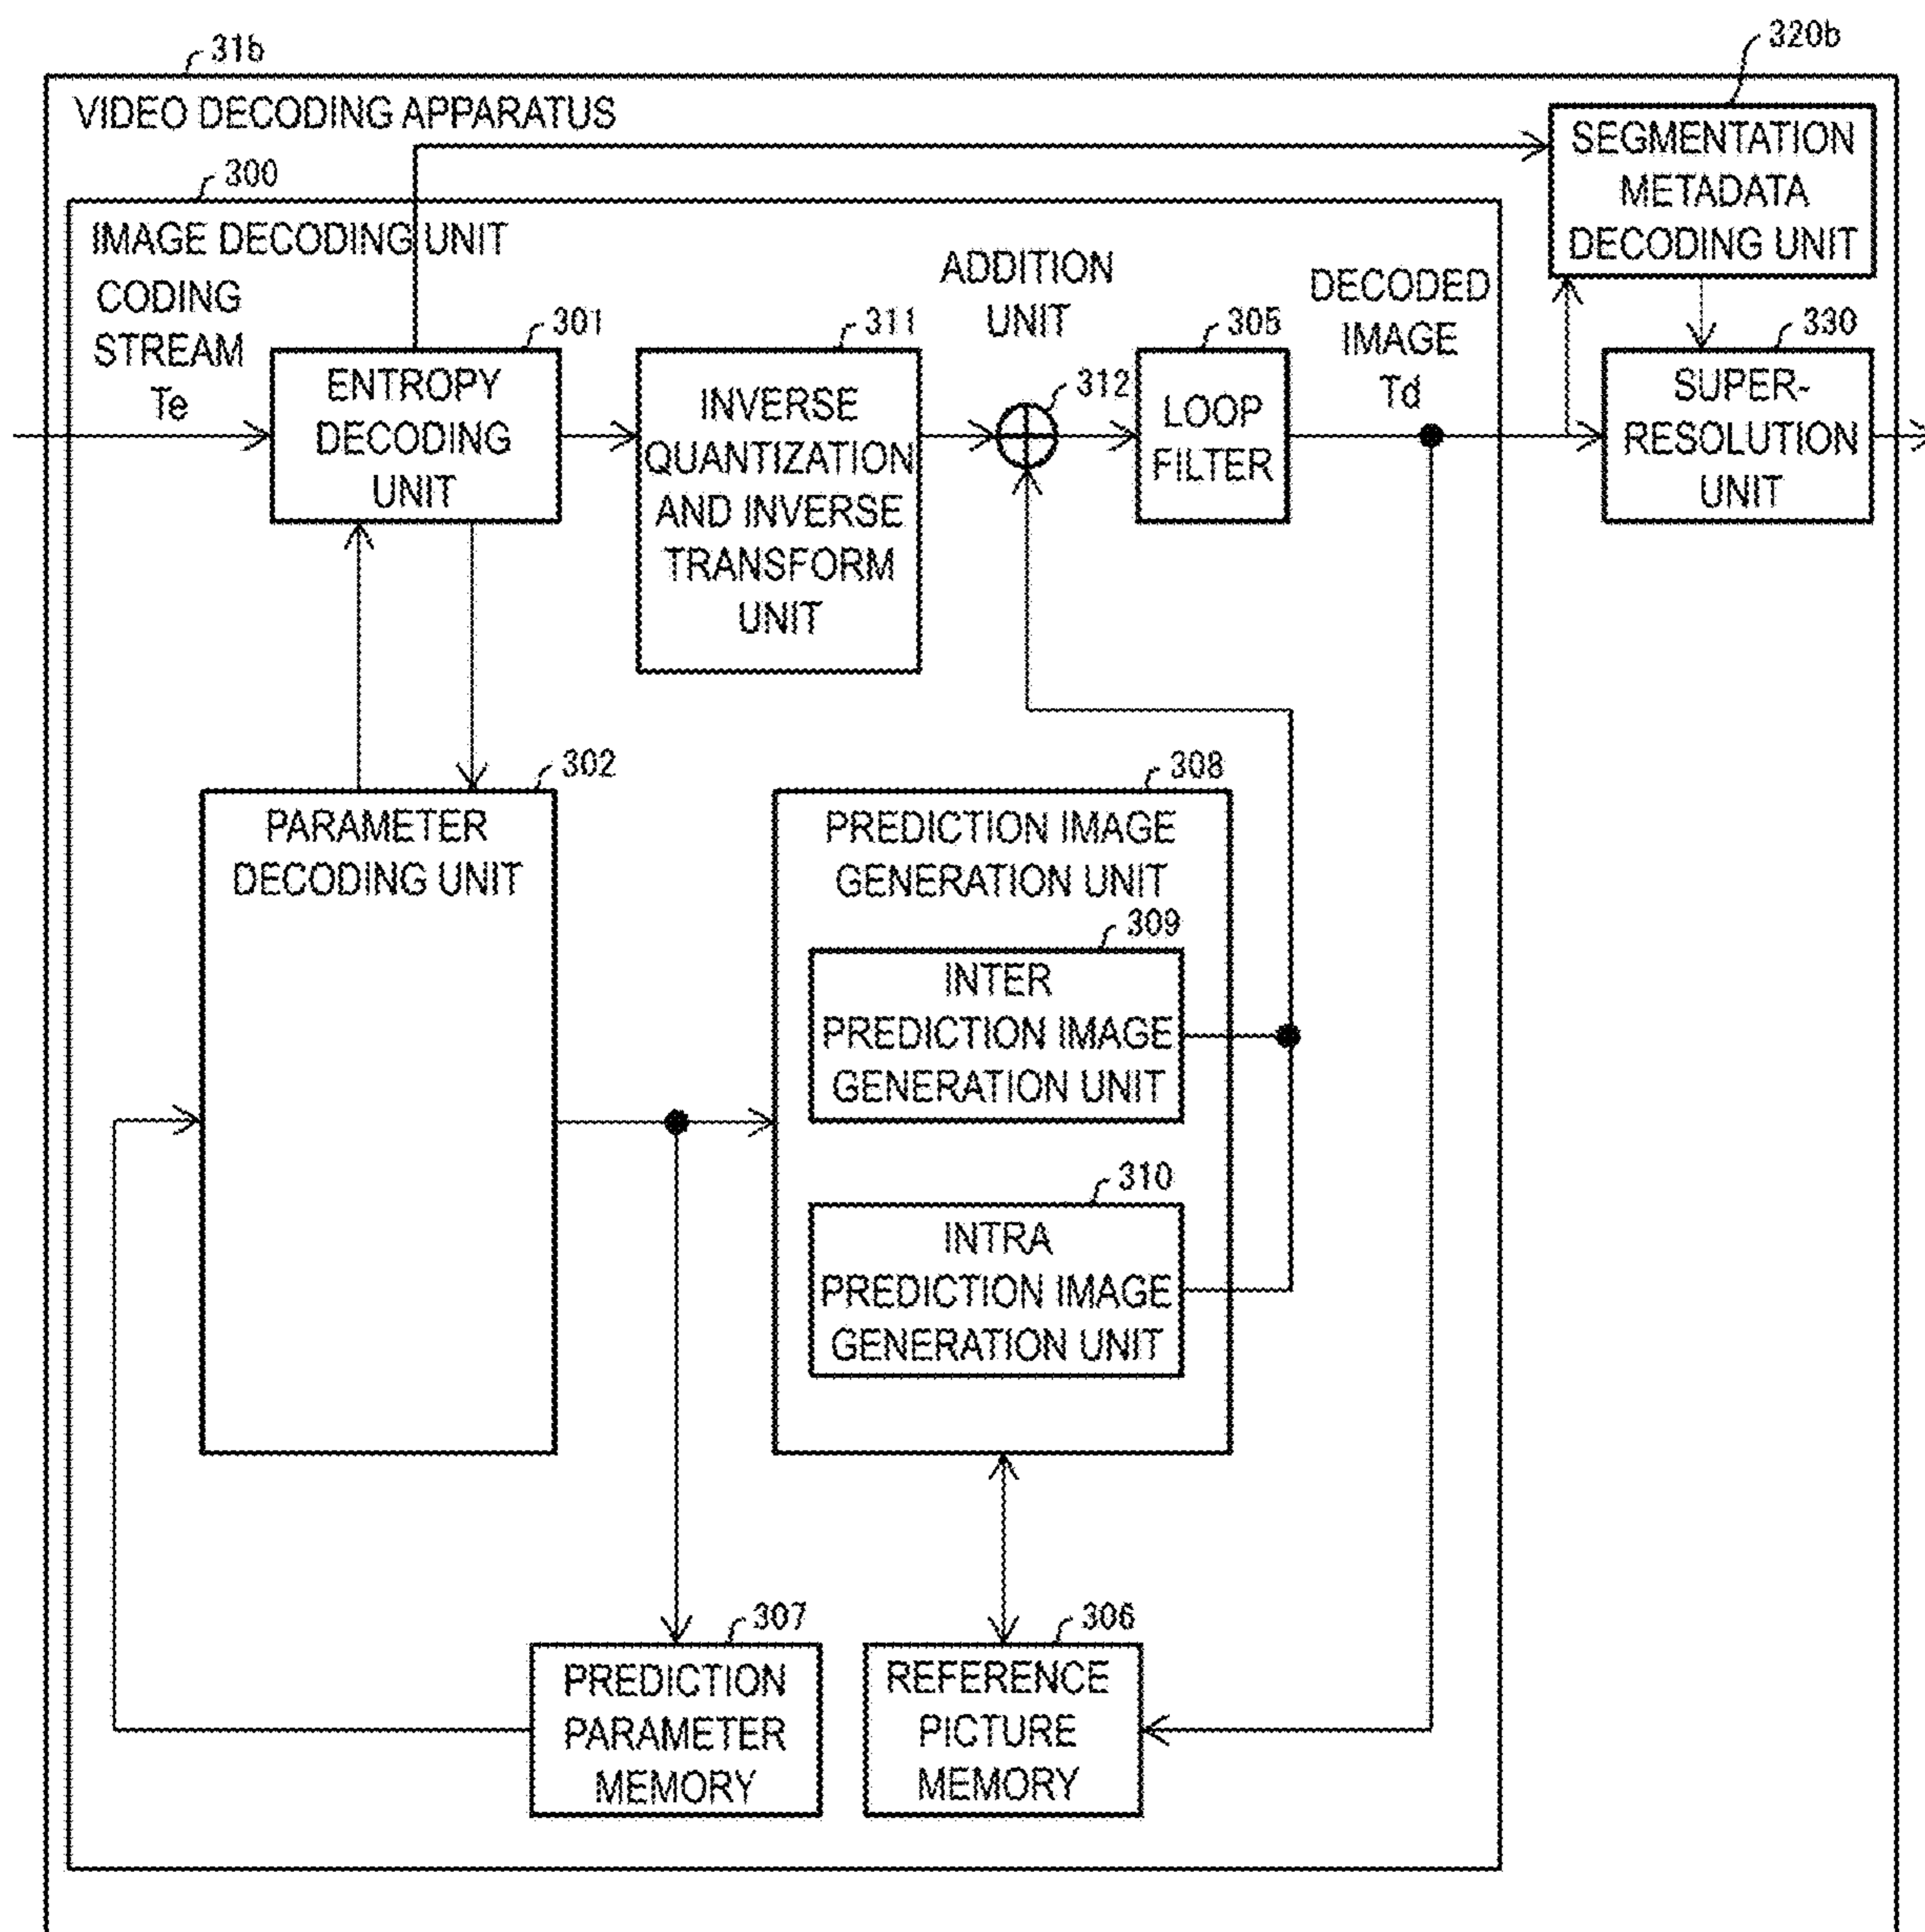 31b
320b
VIDEO DECODING APPARATUS
SEGMENTATION
METADATA
DECODING UNIT
300
IMAGE DECODING UNIT
CODING
STREAM
Te
ADDITION
UNIT
DECODED
IMAGE
Td
301
ENTROPY
DECODING
UNIT
311
INVERSE
QUANTIZATION
AND INVERSE
TRANSFORM
UNIT
312
305
LOOP
FILTER
330
SUPER-
RESOLUTION
UNIT
302
PARAMETER
DECODING UNIT
308
PREDICTION IMAGE
GENERATION UNIT
309
INTER
PREDICTION IMAGE
GENERATION UNIT
310
INTRA
PREDICTION IMAGE
GENERATION UNIT
307
PREDICTION
PARAMETER
MEMORY
306
REFERENCE
PICTURE
MEMORY